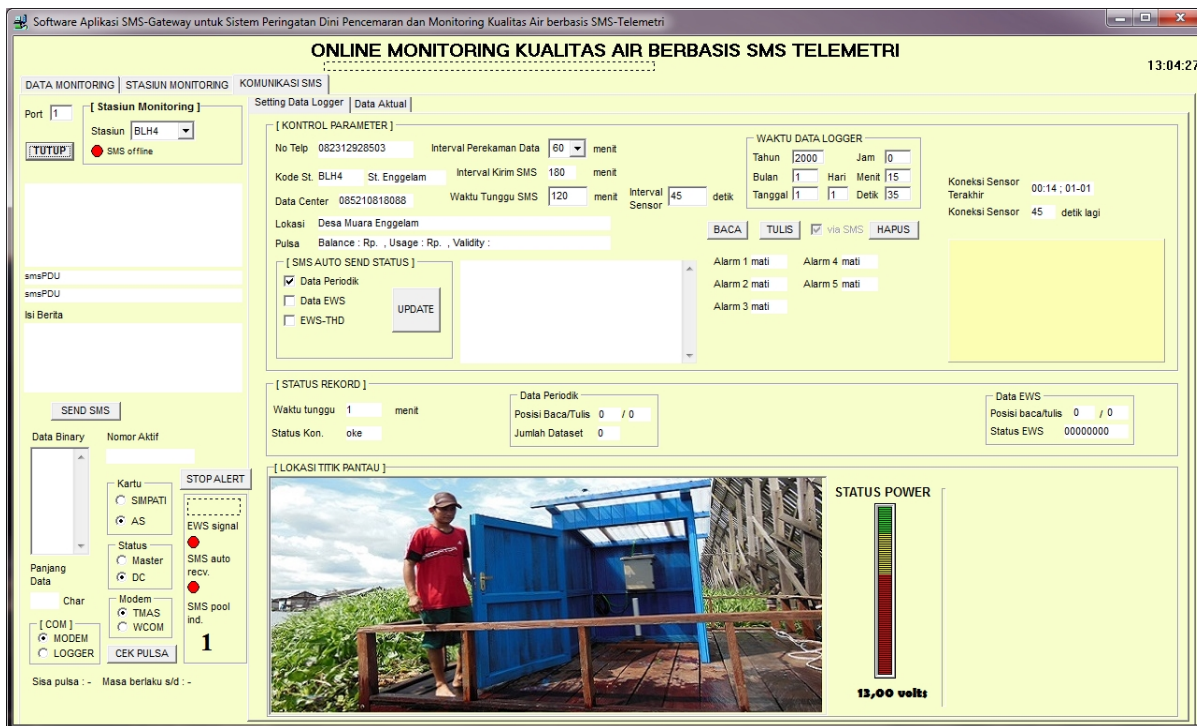 Software Aplikasi SMS-Gateway untuk Sistem Peringatan Dini Pencemaran dan Monitoring Kualitas Air berbasis SMS-Telemetri
ONLINE MONITORING KUALITAS AIR BERBASIS SMS TELEMETRI
13:04:27
DATA MONITORING STASIUN MONITORING KOMUNIKASI SMS
Port 1
[ Stasiun Monitoring ]
Stasiun BLH4
TUTUP
SMS offline
smsPDU
smsPDU
Isi Berita
SEND SMS
Data Binary
Nomor Aktif
Kartu
SIMPATI
AS
Status
Master
DC
Panjang
Data
Char
Modem
TMAS
WCOM
[ COM ]
MODEM
LOGGER
CEK PULSA
STOP ALERT
EWS signal
SMS auto
recv.
SMS pool
ind.
1
Sisa pulsa : - Masa berlaku s/d : -
Setting Data Logger Data Aktual
[ KONTROL PARAMETER ]
No Telp 082312928503 Interval Perekaman Data 60 menit
Kode St. BLH4 St. Enggelam Interval Kirim SMS 180 menit
Data Center 085210818088 Waktu Tunggu SMS 120 menit Interval Sensor 45 detik
Lokasi Desa Muara Enggelam
Pulsa Balance : Rp. , Usage : Rp. , Validity :
WAKTU DATA LOGGER
Tahun 2000 Jam 0
Bulan 1 Hari Menit 15
Tanggal 1 1 Detik 35
Koneksi Sensor
Terakhir 00:14 ; 01-01
Koneksi Sensor 45 detik lagi
BACA TULIS via SMS HAPUS
[ SMS AUTO SEND STATUS ]
Data Periodik
Data EWS
EWS-THD
UPDATE
Alarm 1 mati Alarm 4 mati
Alarm 2 mati Alarm 5 mati
Alarm 3 mati
[ STATUS REKORD ]
Waktu tunggu 1 menit
Status Kon. oke
Data Periodik
Posisi Baca/Tulis 0 / 0
Jumlah Dataset 0
Data EWS
Posisi baca/tulis 0 / 0
Status EWS 00000000
[ LOKASI TITIK PANTAU ]
STATUS POWER
13,00 volts